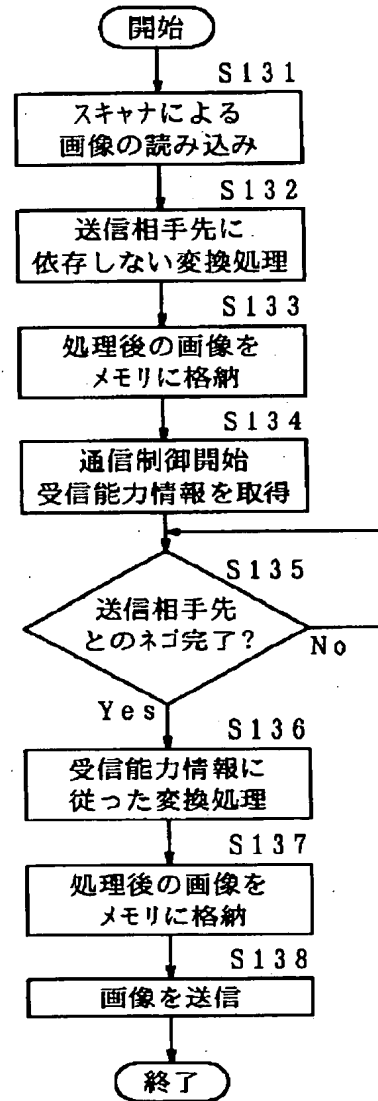 開始
S131
スキャナによる
画像の読み込み
S132
送信相手先に
依存しない変換処理
S133
処理後の画像を
メモリに格納
S134
通信制御開始
受信能力情報を取得
S135
送信相手先
とのネゴ完了?
No
Yes
S136
受信能力情報に
従った変換処理
S137
処理後の画像を
メモリに格納
S138
画像を送信
終了